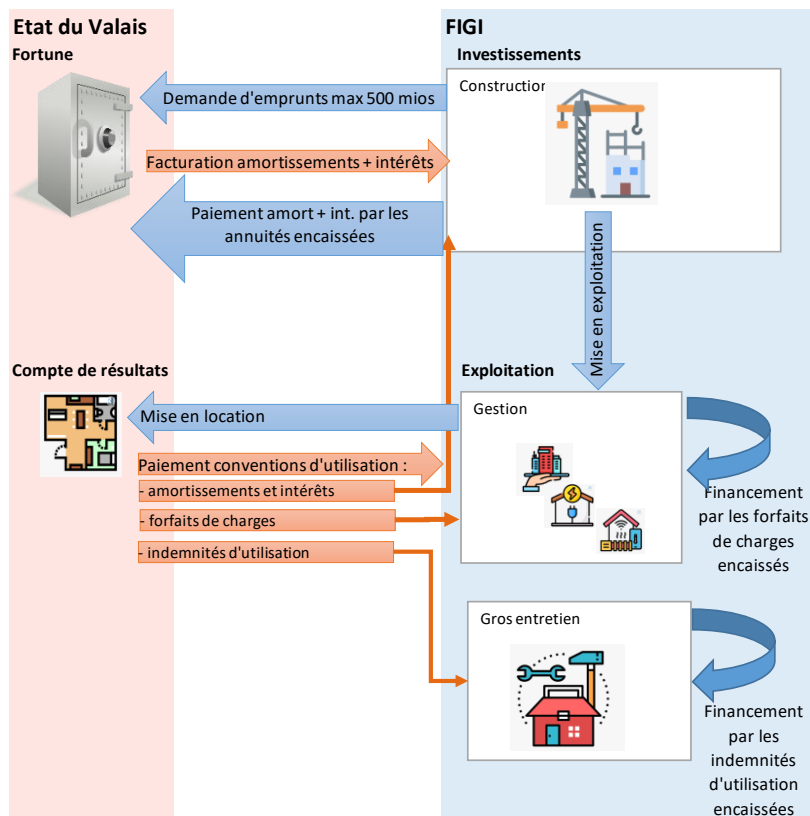 Etat du Valais
FIGI
Fortune
Investissements
Construction
Demande d'emprunts max 500 mios
Facturation amortissements + intérêts
Paiement amort + int. par les
annuités encaissées
Mise en exploitation
Compte de résultats
Exploitation
Mise en location
Gestion
Paiement conventions d'utilisation :
- amortissements et intérêts
- forfaits de charges
- indemnités d'utilisation
Financement
par les forfaits
de charges
encaissés
Gros entretien
Financement
par les
indemnités
d'utilisation
encaissées